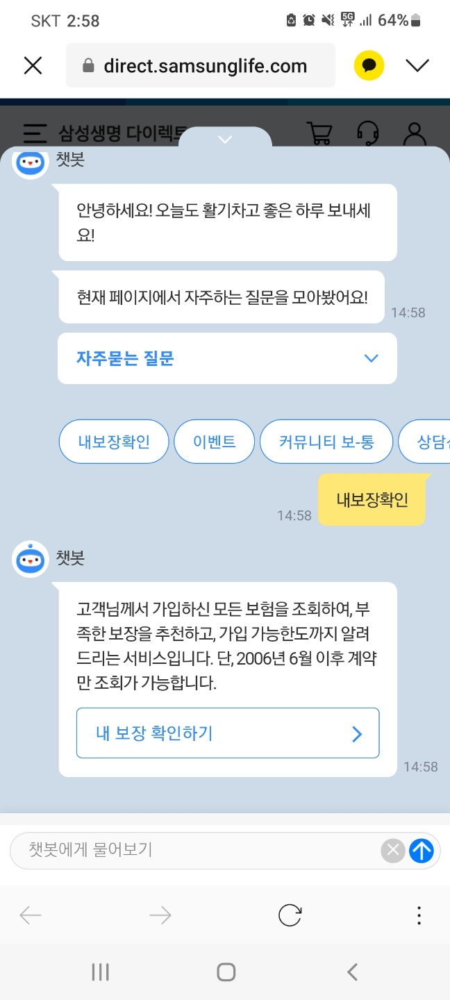 SKT 2:58
5G 64%
direct.samsunglife.com
삼성생명 다이렉트
챗봇
안녕하세요! 오늘도 활기차고 좋은 하루 보내세
요!
현재 페이지에서 자주하는 질문을 모아봤어요!
14:58
자주묻는 질문
내보장확인 이벤트 커뮤니티 보-통 상담
내보장확인
14:58
챗봇
고객님께서 가입하신 모든 보험을 조회하여, 부
족한 보장을 추천하고, 가입 가능한도까지 알려
드리는 서비스입니다. 단, 2006년 6월 이후 계약
만 조회가 가능합니다.
내 보장 확인하기
14:58
챗봇에게 물어보기